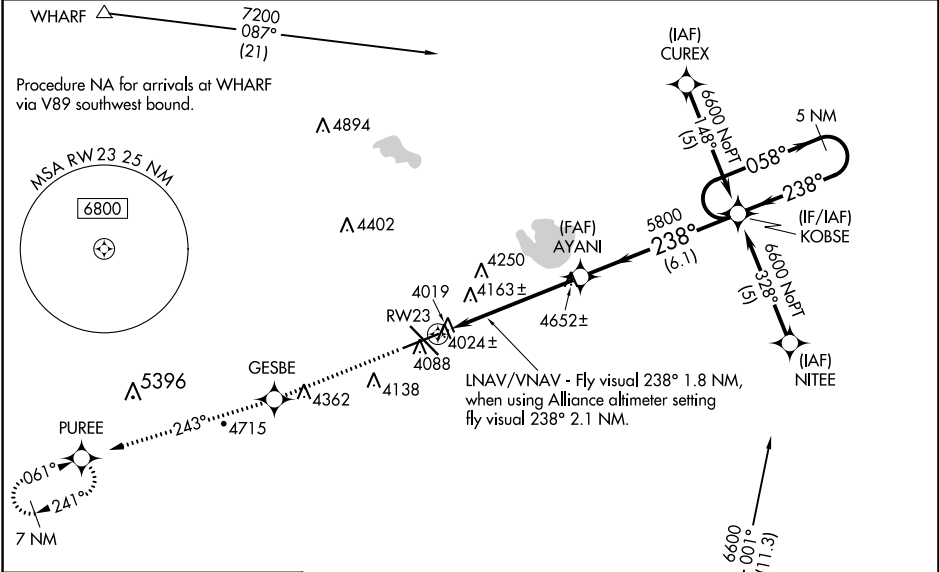 WHARF
7200
087°
(21)
Procedure NA for arrivals at WHARF
via V89 southwest bound.
(IAF)
CUREX
6600 NoPT
148°
(5)
5 NM
058°
238°
4894
MSA RW23 25 NM
6800
4402
(FAF)
AYANI
5800
238°
(6.1)
(IF/IAF)
KOBSE
4250
4163±
4652±
6600 NoPT
328°
(5)
RW23
4019
4024±
4088
(IAF)
NITEE
GESBE
4362
4138
LNAV/VNAV - Fly visual 238° 1.8 NM,
when using Alliance altimeter setting
fly visual 238° 2.1 NM.
5396
PUREE
243°
4715
061°
241°
7 NM
6600
001°
(11.3)